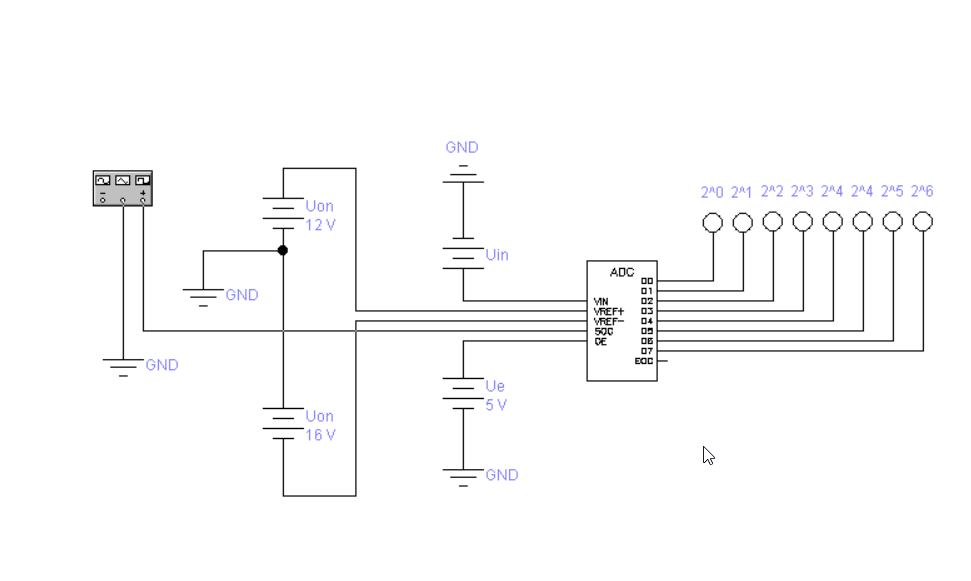 GND
2^0 2^1 2^2 2^3 2^4 2^4 2^5 2^6
- +
Uon
12 V
Uin
GND
ADC
VIN
VREF+
VREF-
SOC
OE
D0
D1
D2
D3
D4
D5
D6
D7
EOC
GND
Ue
5 V
Uon
16 V
GND